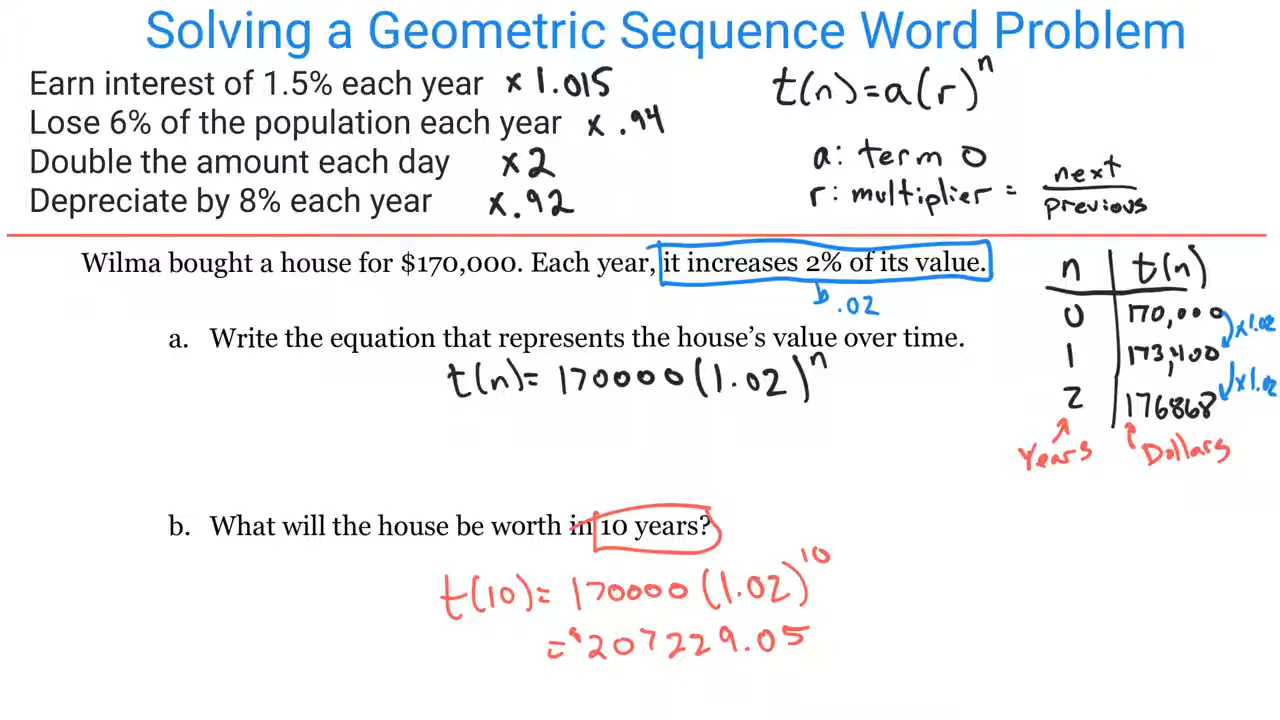 Solving a Geometric Sequence Word Problem
Earn interest of 1.5% each year × 1.015
Lose 6% of the population each year × .94
Double the amount each day ×2
Depreciate by 8% each year ×.92
t(n)=a(r)^n
a: term 0
r: multiplier = next/previous
Wilma bought a house for $170,000. Each year, it increases 2% of its value.
.02
a. Write the equation that represents the house’s value over time.
t(n)= 170000(1.02)^n
n t(n)
0 170,000
×1.02
1 173,400
×1.02
2 176868
Years Dollars
b. What will the house be worth in 10 years?
t(10)= 170000(1.02)^10
=$207229.05